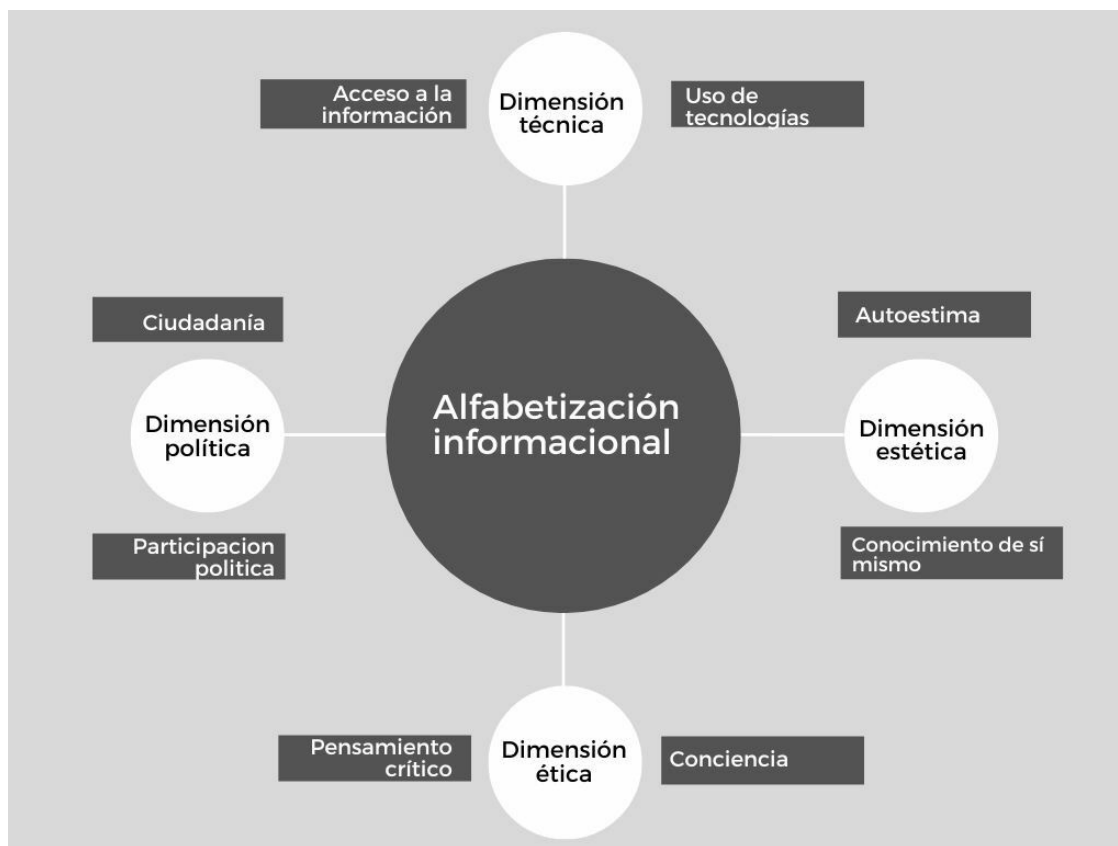 Acceso a la
información
Dimensión
técnica
Uso de
tecnologías
Ciudadanía
Dimensión
política
Participacion
politica
Alfabetización
informacional
Autoestima
Dimensión
estética
Conocimiento de sí
mismo
Pensamiento
crítico
Dimensión
ética
Conciencia